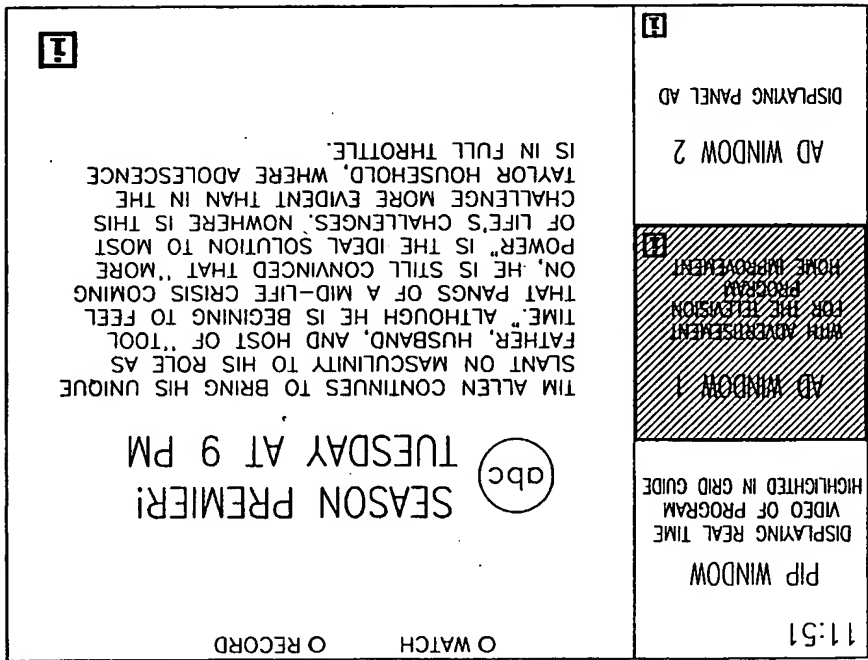 11:51
PIP WINDOW
DISPLAYING REAL TIME
VIDEO OF PROGRAM
HIGHLIGHTED IN GRID GUIDE
AD WINDOW 1
WITH ADVERTISEMENT
FOR THE TELEVISION
PROGRAM
HOME IMPROVEMENT
i
AD WINDOW 2
DISPLAYING PANEL AD
i
O WATCH O RECORD
abc
SEASON PREMIER!
TUESDAY AT 9 PM
TIM ALLEN CONTINUES TO BRING HIS UNIQUE
SLANT ON MASCULINITY TO HIS ROLE AS
FATHER, HUSBAND, AND HOST OF "TOOL
TIME." ALTHOUGH HE IS BEGINING TO FEEL
THAT PANGS OF A MID-LIFE CRISIS COMING
ON, HE IS STILL CONVINCED THAT "MORE
POWER" IS THE IDEAL SOLUTION TO MOST
OF LIFE'S CHALLENGES. NOWHERE IS THIS
CHALLENGE MORE EVIDENT THAN IN THE
TAYLOR HOUSEHOLD, WHERE ADOLESCENCE
IS IN FULL THROTTLE.
i